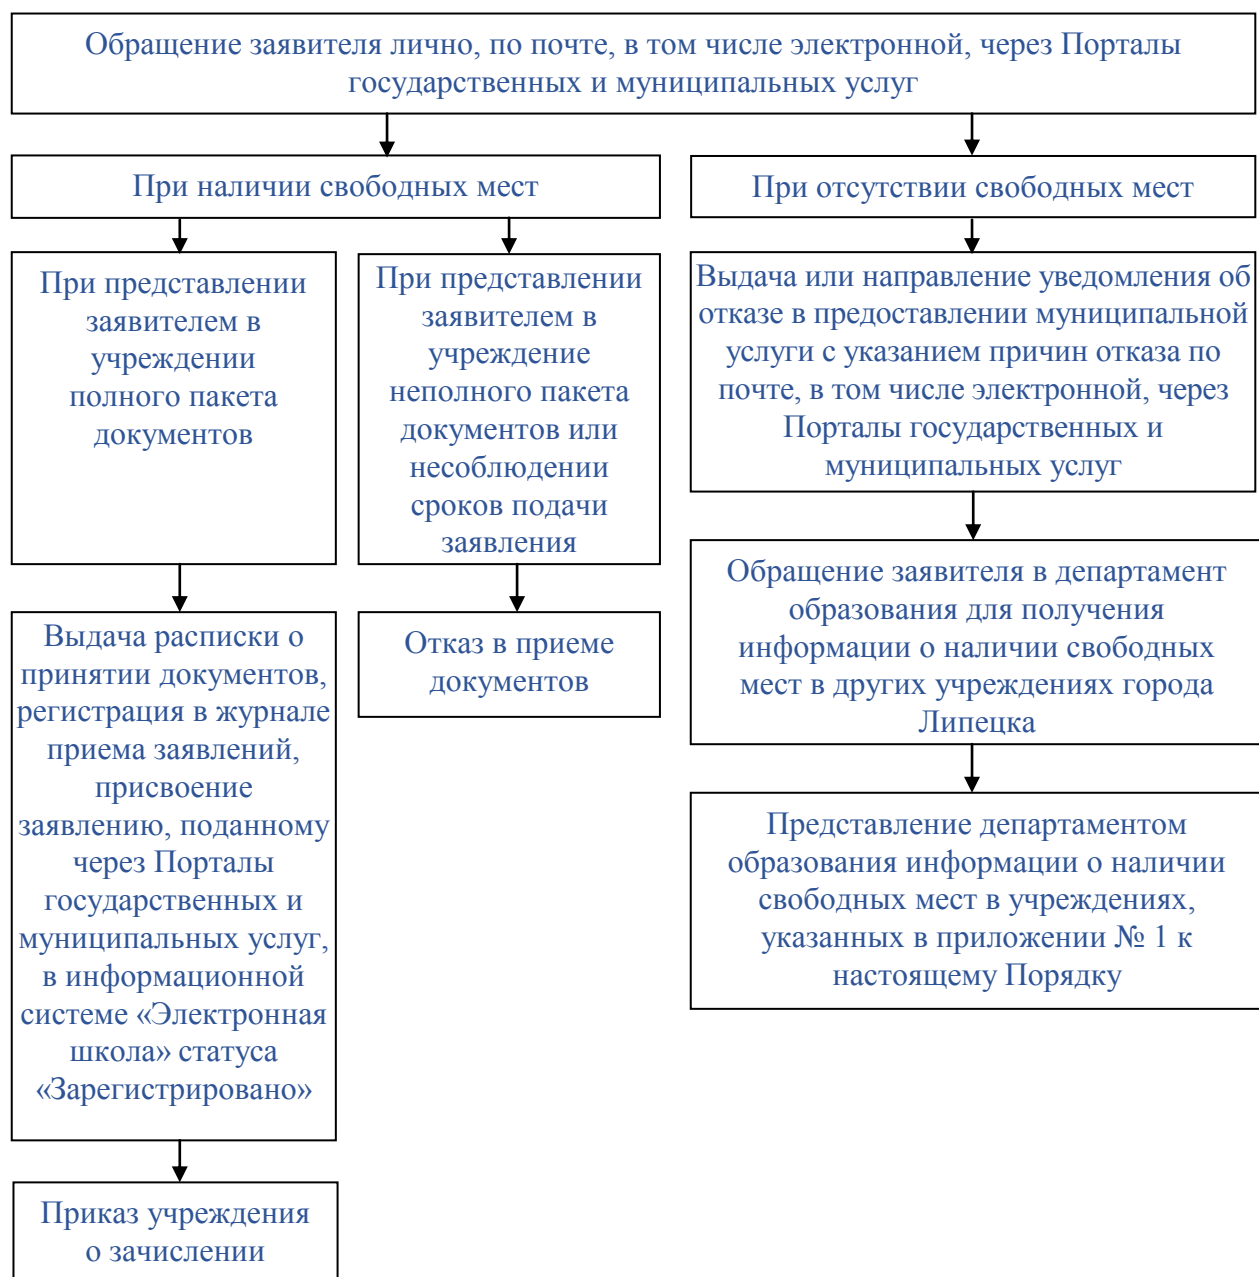 Обращение заявителя лично, по почте, в том числе электронной, через Порталы
государственных и муниципальных услуг
При наличии свободных мест
При отсутствии свободных мест
При представлении
заявителем в
учреждении
полного пакета
документов
При представлении
заявителем в
учреждение
неполного пакета
документов или
несоблюдении
сроков подачи
заявления
Выдача или направление уведомления об
отказе в предоставлении муниципальной
услуги с указанием причин отказа по
почте, в том числе электронной, через
Порталы государственных и
муниципальных услуг
Выдача расписки о
принятии документов,
регистрация в журнале
приема заявлений,
присвоение
заявлению, поданному
через Порталы
государственных и
муниципальных услуг,
в информационной
системе «Электронная
школа» статуса
«Зарегистрировано»
Отказ в приеме
документов
Обращение заявителя в департамент
образования для получения
информации о наличии свободных
мест в других учреждениях города
Липецка
Представление департаментом
образования информации о наличии
свободных мест в учреждениях,
указанных в приложении № 1 к
настоящему Порядку
Приказ учреждения
о зачислении